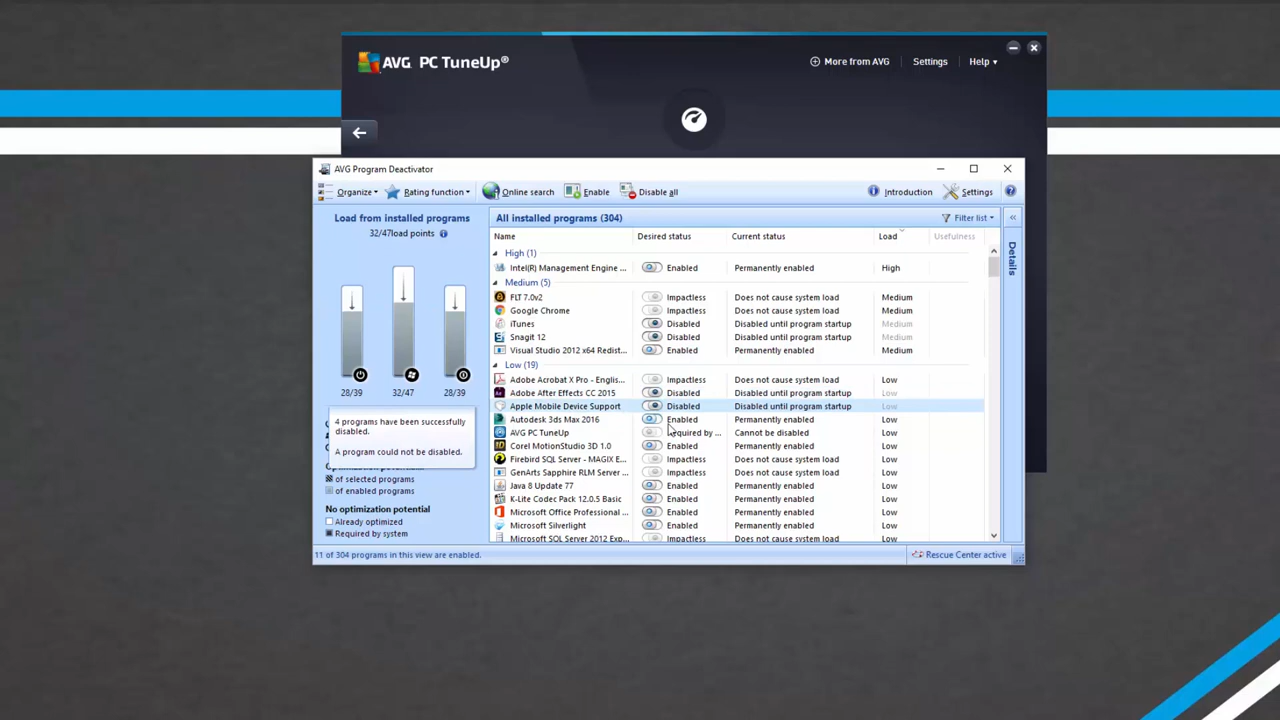 AVG PC TuneUp®
More from AVG
Settings
Help
AVG Program Deactivator
Organize
Rating function
Online search
Enable
Disable all
Introduction
Settings
Load from installed programs
32/47load points
28/39
32/47
28/39
4 programs have been successfully
disabled.
A program could not be disabled.
of selected programs
of enabled programs
No optimization potential
Already optimized
Required by system
All installed programs (304)
Filter list
Name Desired status Current status Load Usefulness
High (1)
Intel(R) Management Engine ... Enabled Permanently enabled High
Medium (5)
FLT 7.0v2 Impactless Does not cause system load Medium
Google Chrome Impactless Does not cause system load Medium
iTunes Disabled Disabled until program startup Medium
Snagit 12 Disabled Disabled until program startup Medium
Visual Studio 2012 x64 Redist... Enabled Permanently enabled Medium
Low (19)
Adobe Acrobat X Pro - Englis... Impactless Does not cause system load Low
Adobe After Effects CC 2015 Disabled Disabled until program startup Low
Apple Mobile Device Support Disabled Disabled until program startup Low
Autodesk 3ds Max 2016 Enabled Permanently enabled Low
AVG PC TuneUp Required by ... Cannot be disabled Low
Corel MotionStudio 3D 1.0 Enabled Permanently enabled Low
Firebird SQL Server - MAGIX E... Impactless Does not cause system load Low
GenArts Sapphire RLM Server ... Impactless Does not cause system load Low
Java 8 Update 77 Enabled Permanently enabled Low
K-Lite Codec Pack 12.0.5 Basic Enabled Permanently enabled Low
Microsoft Office Professional ... Enabled Permanently enabled Low
Microsoft Silverlight Enabled Permanently enabled Low
Microsoft SQL Server 2012 Exp... Impactless Does not cause system load Low
Details
11 of 304 programs in this view are enabled.
Rescue Center active